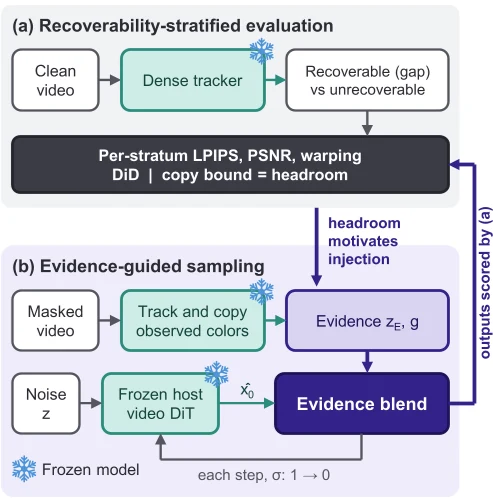 (a) Recoverability-stratified evaluation
Clean
video
Dense tracker
Recoverable (gap)
vs unrecoverable
Per-stratum LPIPS, PSNR, warping
DiD | copy bound = headroom
headroom
motivates
injection
outputs scored by (a)
(b) Evidence-guided sampling
Masked
video
Track and copy
observed colors
Evidence z_E, g
Noise
z
Frozen host
video DiT
x̂₀
Evidence blend
Frozen model
each step, σ: 1 → 0